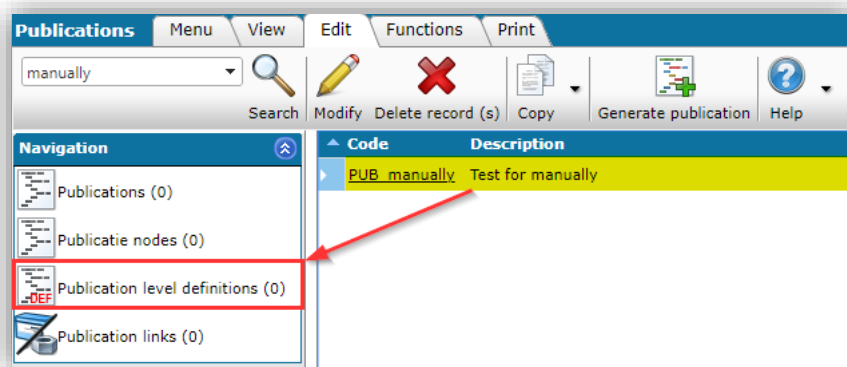 Publications Menu View Edit Functions Print
manually
Search Modify Delete record (s) Copy Generate publication Help
Navigation
Code Description
PUB_manually Test for manually
Publications (0)
Publicatie nodes (0)
DEF Publication level definitions (0)
Publication links (0)